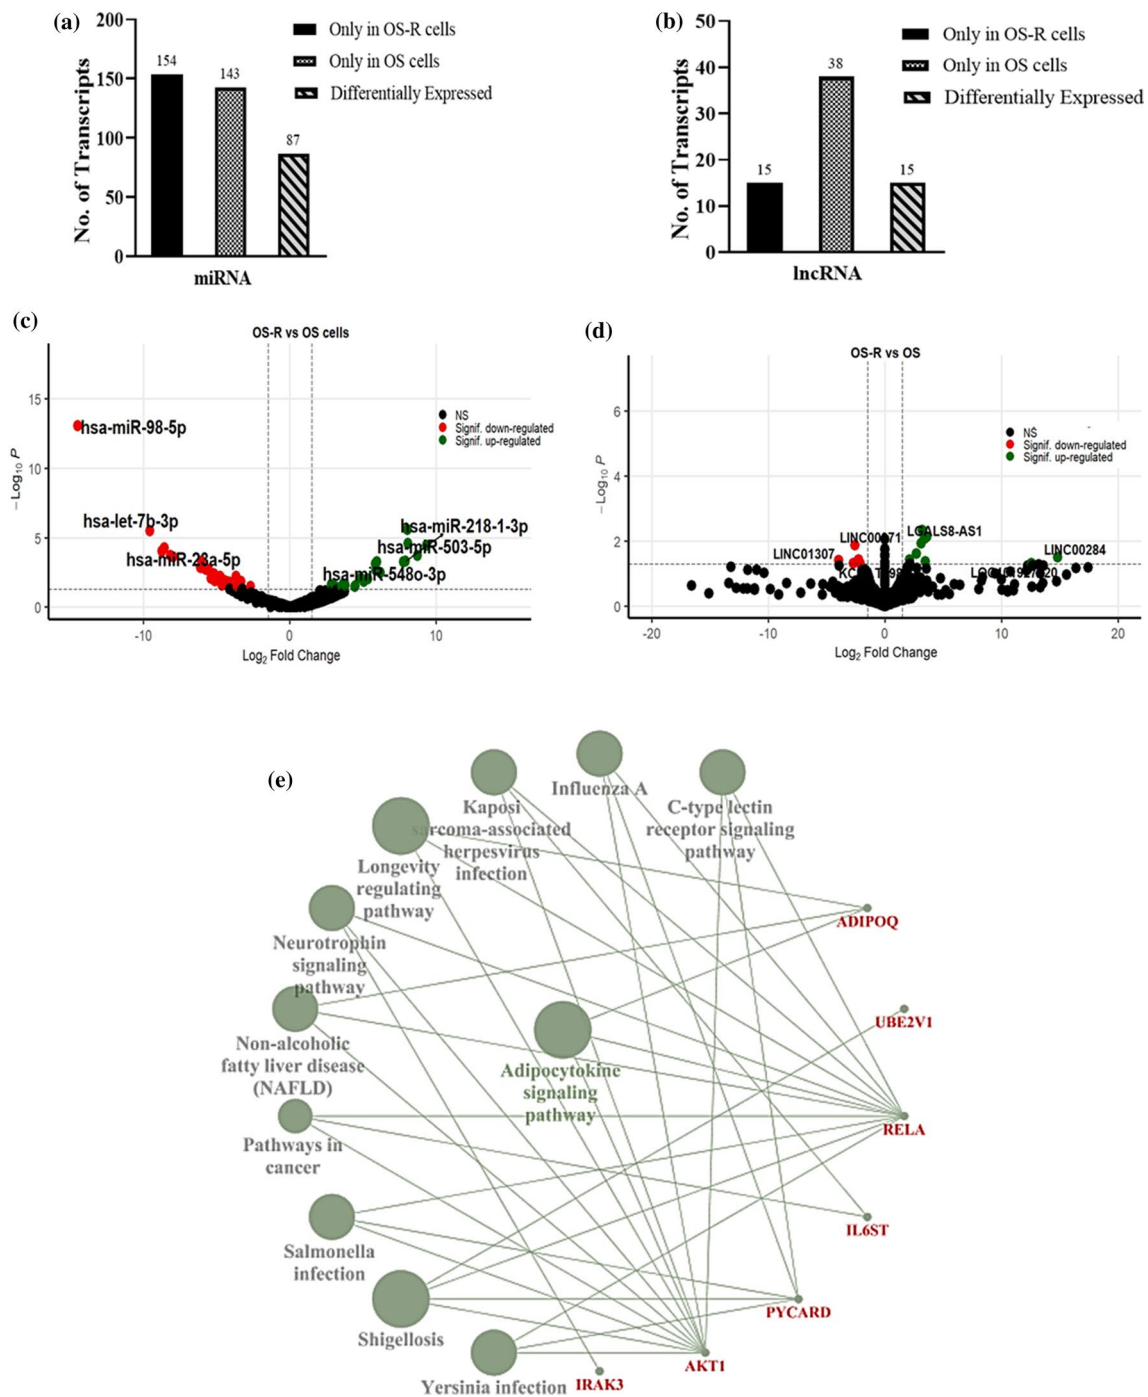 (a)
200
150
100
50
0
No. of Transcripts
154
143
87
miRNA
Only in OS-R cells
Only in OS cells
Differentially Expressed
(b)
50
40
30
20
10
0
No. of Transcripts
15
38
15
lncRNA
Only in OS-R cells
Only in OS cells
Differentially Expressed
(c)
OS-R vs OS cells
15
10
5
0
− Log10 P
hsa-miR-98-5p
hsa-let-7b-3p
hsa-miR-23a-5p
hsa-miR-218-1-3p
hsa-miR-503-5p
hsa-miR-548o-3p
NS
Signif. down-regulated
Signif. up-regulated
-10
0
10
Log2 Fold Change
(d)
OS-R vs OS
6
4
2
0
− Log10 P
NS
Signif. down-regulated
Signif. up-regulated
LINC01307
LGALS8-AS1
LINC00284
-20
-10
0
10
20
Log2 Fold Change
(e)
Kaposi
sarcoma-associated
herpesvirus
infection
Influenza A
C-type lectin
receptor signaling
pathway
Longevity
regulating
pathway
Neurotrophin
signaling
pathway
Non-alcoholic
fatty liver disease
(NAFLD)
Adipocytokine
signaling
pathway
Pathways in
cancer
Salmonella
infection
Shigellosis
Yersinia infection
ADIPOQ
UBE2V1
RELA
IL6ST
PYCARD
AKT1
IRAK3